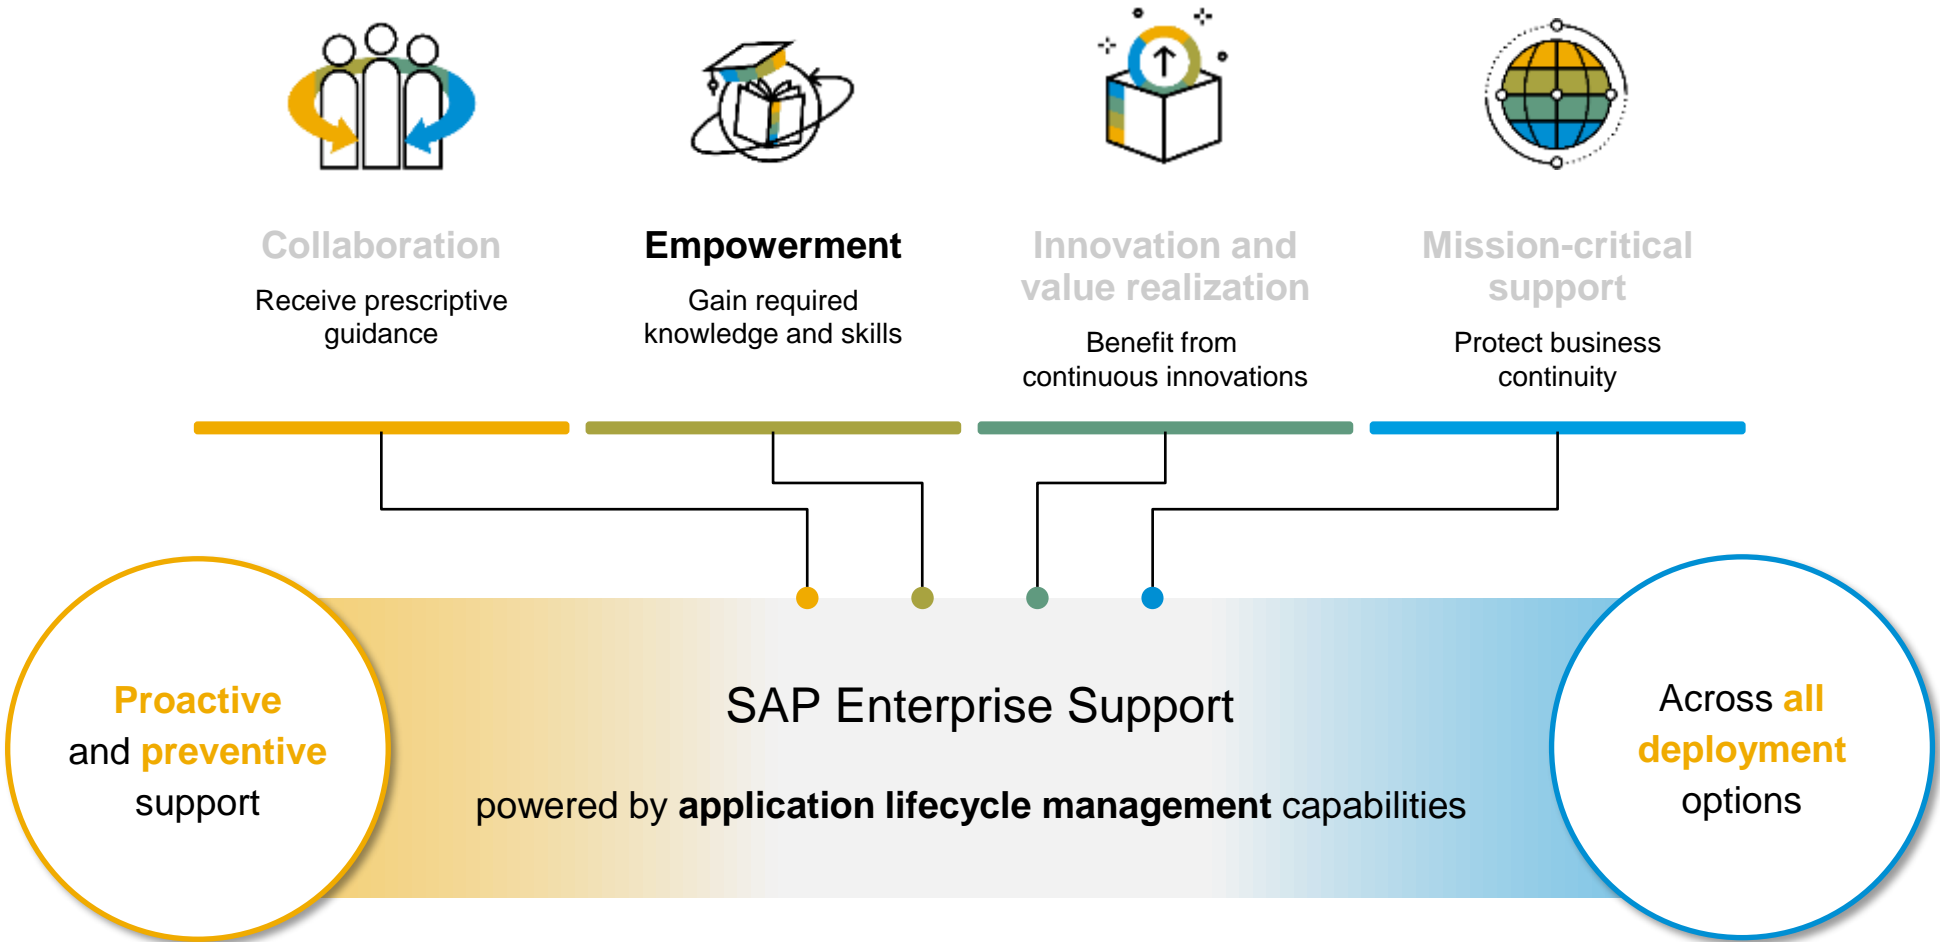 Collaboration
Receive prescriptive
guidance
Empowerment
Gain required
knowledge and skills
Innovation and
value realization
Benefit from
continuous innovations
Mission-critical
support
Protect business
continuity
Proactive
and preventive
support
SAP Enterprise Support
powered by application lifecycle management capabilities
Across all
deployment
options